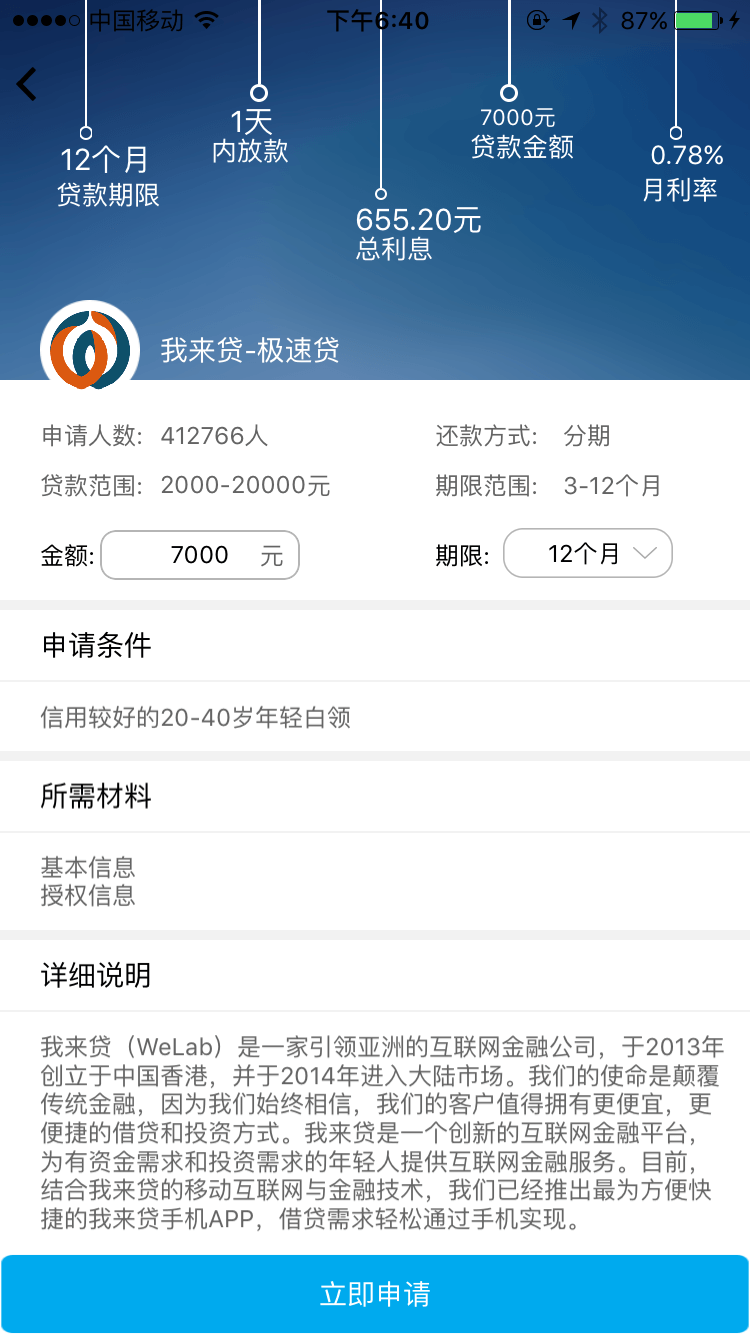 中国移动 下午6:40 87%
12个月
贷款期限
1天
内放款
655.20元
总利息
7000元
贷款金额
0.78%
月利率
我来贷-极速贷
申请人数: 412766人 还款方式: 分期
贷款范围: 2000-20000元 期限范围: 3-12个月
金额: 7000 元 期限: 12个月
申请条件
信用较好的20-40岁年轻白领
所需材料
基本信息
授权信息
详细说明
我来贷（WeLab）是一家引领亚洲的互联网金融公司，于2013年
创立于中国香港，并于2014年进入大陆市场。我们的使命是颠覆
传统金融，因为我们始终相信，我们的客户值得拥有更便宜，更
便捷的借贷和投资方式。我来贷是一个创新的互联网金融平台，
为有资金需求和投资需求的年轻人提供互联网金融服务。目前，
结合我来贷的移动互联网与金融技术，我们已经推出最为方便快
捷的我来贷手机APP，借贷需求轻松通过手机实现。
立即申请